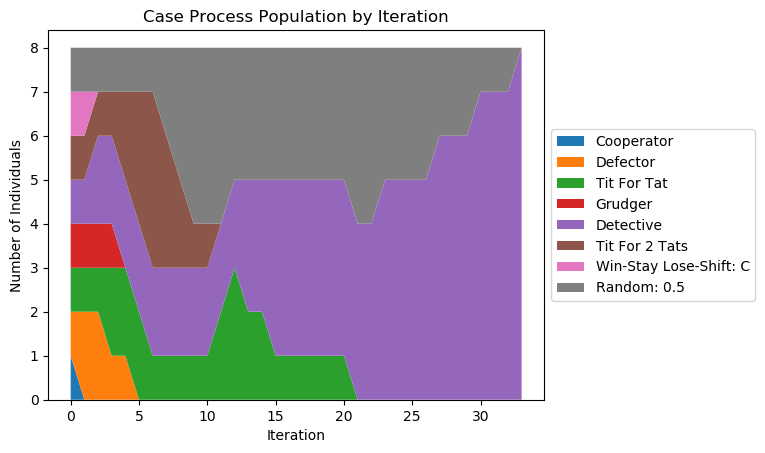 Case Process Population by Iteration
Number of Individuals
8
7
6
5
4
3
2
1
0
0
5
10
15
20
25
30
Iteration
Cooperator
Defector
Tit For Tat
Grudger
Detective
Tit For 2 Tats
Win-Stay Lose-Shift: C
Random: 0.5